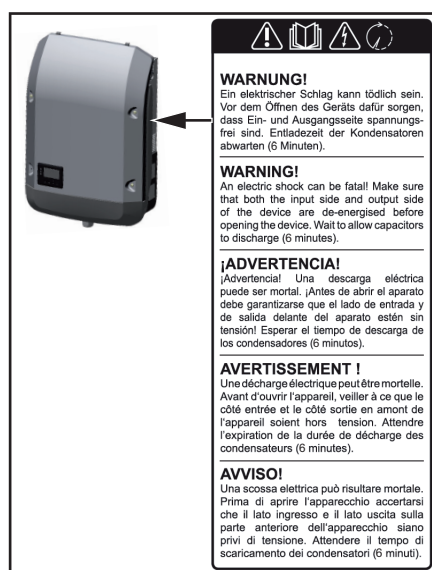 WARNUNG!
Ein elektrischer Schlag kann tödlich sein.
Vor dem Öffnen des Geräts dafür sorgen,
dass Ein- und Ausgangsseite spannungs-
frei sind. Entladezeit der Kondensatoren
abwarten (6 Minuten).
WARNING!
An electric shock can be fatal! Make sure
that both the input side and output side
of the device are de-energised before
opening the device. Wait to allow capacitors
to discharge (6 minutes).
¡ADVERTENCIA!
¡Advertencia! Una descarga eléctrica
puede ser mortal. ¡Antes de abrir el aparato
debe garantizarse que el lado de entrada y
de salida delante del aparato estén sin
tensión! Esperar el tiempo de descarga de
los condensadores (6 minutos).
AVERTISSEMENT !
Une décharge électrique peut être mortelle.
Avant d'ouvrir l'appareil, veiller à ce que le
côté entrée et le côté sortie en amont de
l'appareil soient hors tension. Attendre
l'expiration de la durée de décharge des
condensateurs (6 minutes).
AVVISO!
Una scossa elettrica può risultare mortale.
Prima di aprire l'apparecchio accertarsi
che il lato ingresso e il lato uscita sulla
parte anteriore dell'apparecchio siano
privi di tensione. Attendere il tempo di
scaricamento dei condensatori (6 minuti).